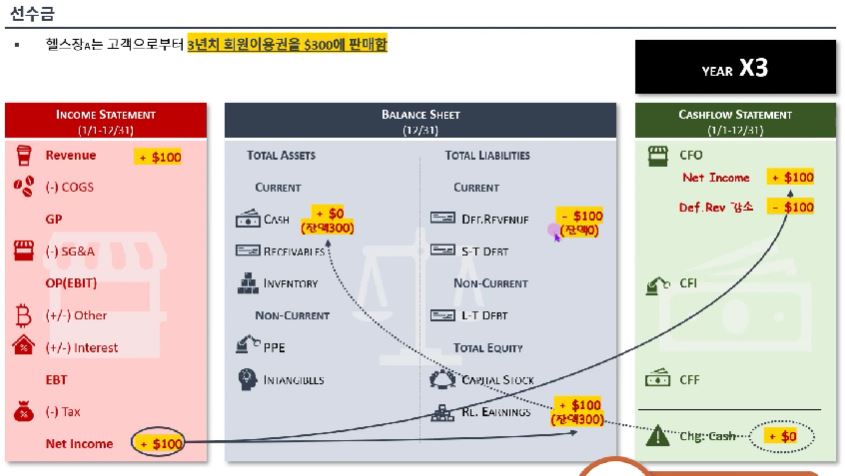 선수금
▪ 헬스장A는 고객으로부터 3년치 회원이용권을 $300에 판매함
YEAR X3
INCOME STATEMENT
(1/1-12/31)
Revenue + $100
(-) COGS
GP
(-) SG&A
OP(EBIT)
(+/-) Other
(+/-) Interest
EBT
(-) Tax
Net Income + $100
BALANCE SHEET
(12/31)
TOTAL ASSETS
CURRENT
CASH + $0
(잔액300)
RECEIVABLES
INVENTORY
NON-CURRENT
PPE
INTANGIBLES
TOTAL LIABILITIES
CURRENT
DEF.REVENUE - $100
(잔액0)
S-T DEBT
NON-CURRENT
L-T DEBT
TOTAL EQUITY
CAPITAL STOCK
RE. EARNINGS + $100
(잔액300)
CASHFLOW STATEMENT
(1/1-12/31)
CFO
Net Income + $100
Def.Rev 감소 - $100
CFI
CFF
Chg. Cash + $0